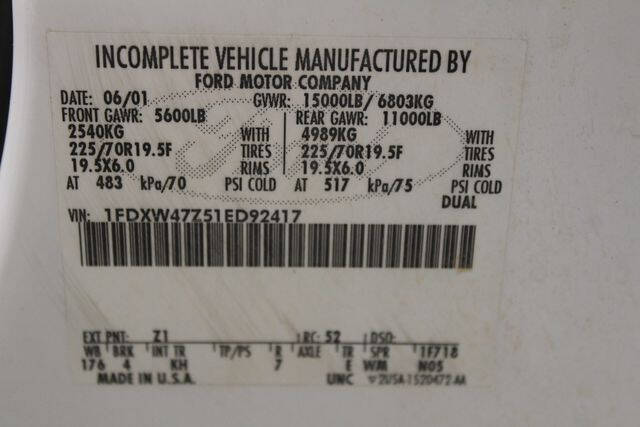 INCOMPLETE VEHICLE MANUFACTURED BY
FORD MOTOR COMPANY
DATE: 06/01 GVWR: 15000LB/ 6803KG
FRONT GAWR: 5600LB REAR GAWR: 11000LB
2540KG WITH 4989KG WITH
225/70R19.5F TIRES 225/70R19.5F TIRES
19.5X6.0 RIMS 19.5X6.0 RIMS
AT 483 kPa/70 PSI COLD AT 517 kPa/75 PSI COLD
DUAL
VIN: 1FDXW47Z51ED92417
EXT PNT: Z1 RC: 52 DSO:
WB BRK INT TR TP/PS R AXLE TR SPR 1F718
176 4 KH 7 E WM N05
MADE IN U.S.A. UNC